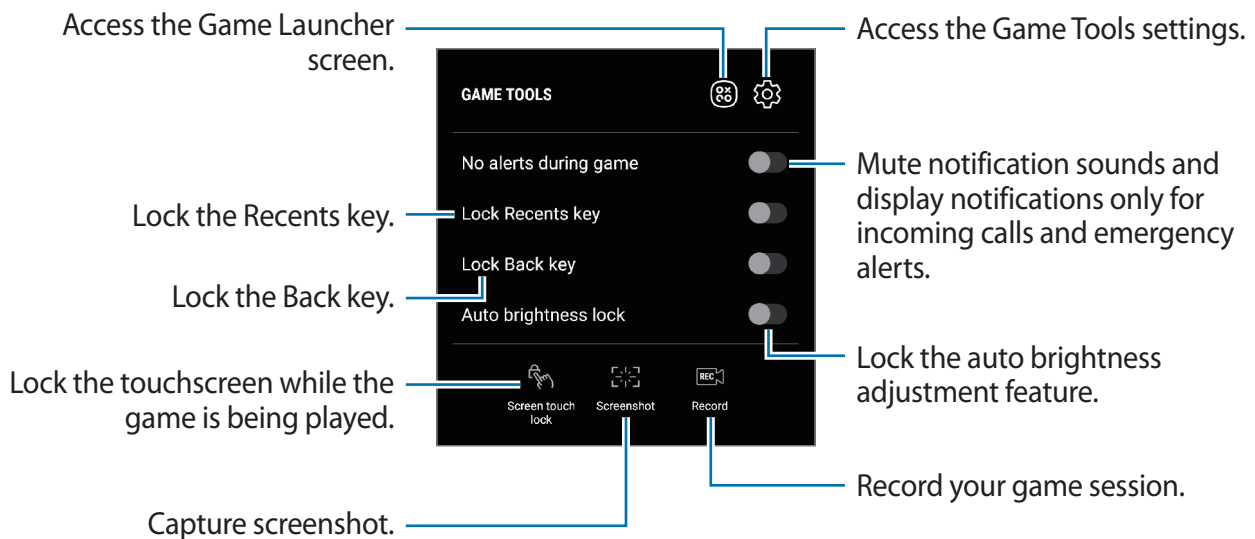 Access the Game Launcher
screen.
Access the Game Tools settings.
GAME TOOLS
No alerts during game
Mute notification sounds and
display notifications only for
incoming calls and emergency
alerts.
Lock the Recents key.
Lock Recents key
Lock Back key
Lock the Back key.
Auto brightness lock
Lock the auto brightness
adjustment feature.
Lock the touchscreen while the
game is being played.
REC
Screen touch
lock
Screenshot
Record
Record your game session.
Capture screenshot.